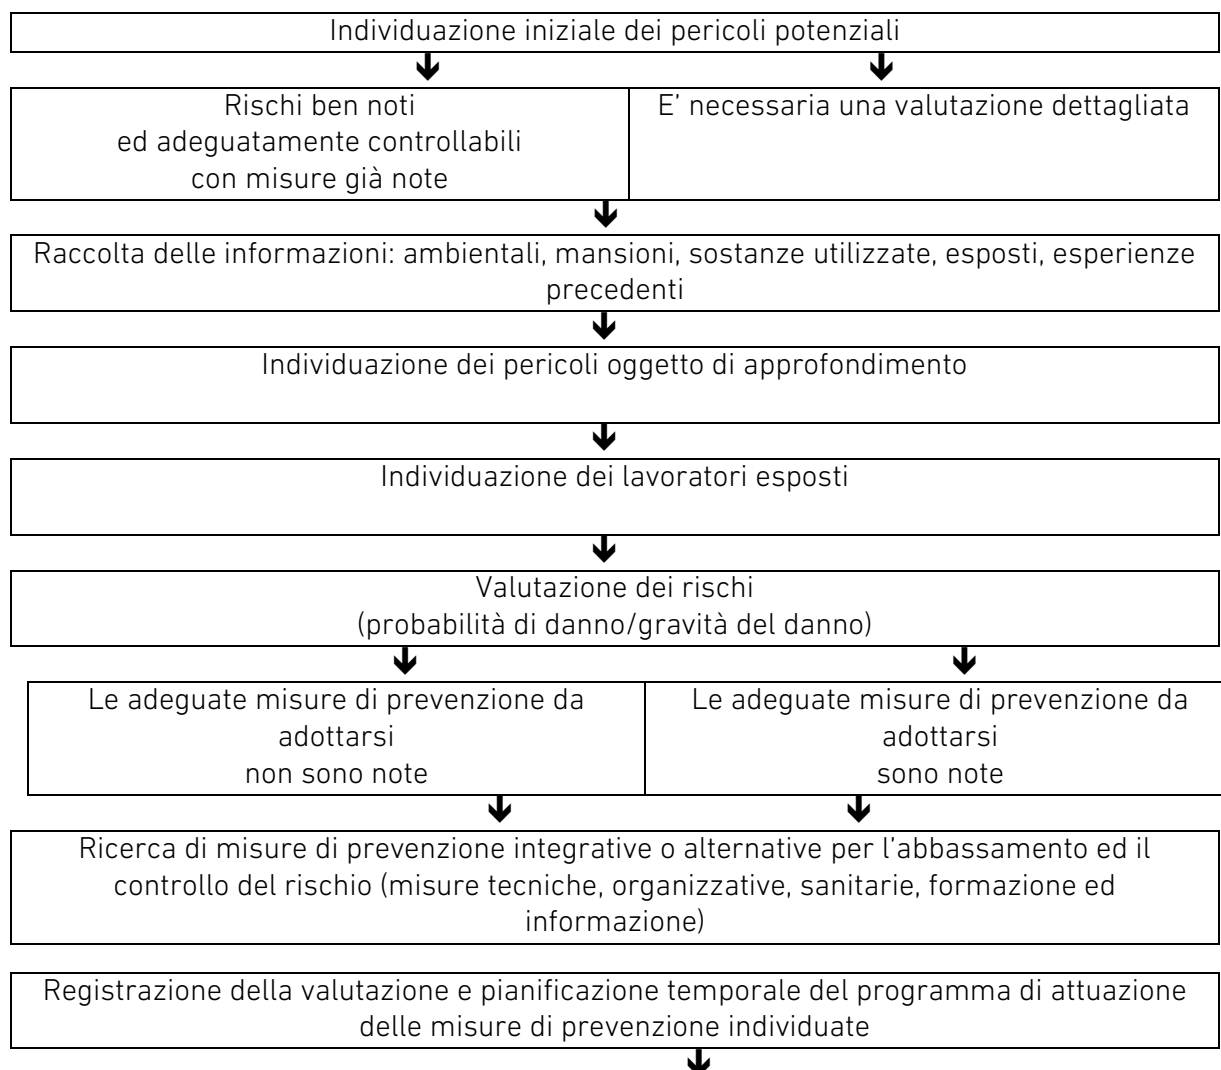 Individuazione iniziale dei pericoli potenziali
Rischi ben noti
ed adeguatamente controllabili
con misure già note
E’ necessaria una valutazione dettagliata
Raccolta delle informazioni: ambientali, mansioni, sostanze utilizzate, esposti, esperienze
precedenti
Individuazione dei pericoli oggetto di approfondimento
Individuazione dei lavoratori esposti
Valutazione dei rischi
(probabilità di danno/gravità del danno)
Le adeguate misure di prevenzione da
adottarsi
non sono note
Le adeguate misure di prevenzione da
adottarsi
sono note
Ricerca di misure di prevenzione integrative o alternative per l’abbassamento ed il
controllo del rischio (misure tecniche, organizzative, sanitarie, formazione ed
informazione)
Registrazione della valutazione e pianificazione temporale del programma di attuazione
delle misure di prevenzione individuate